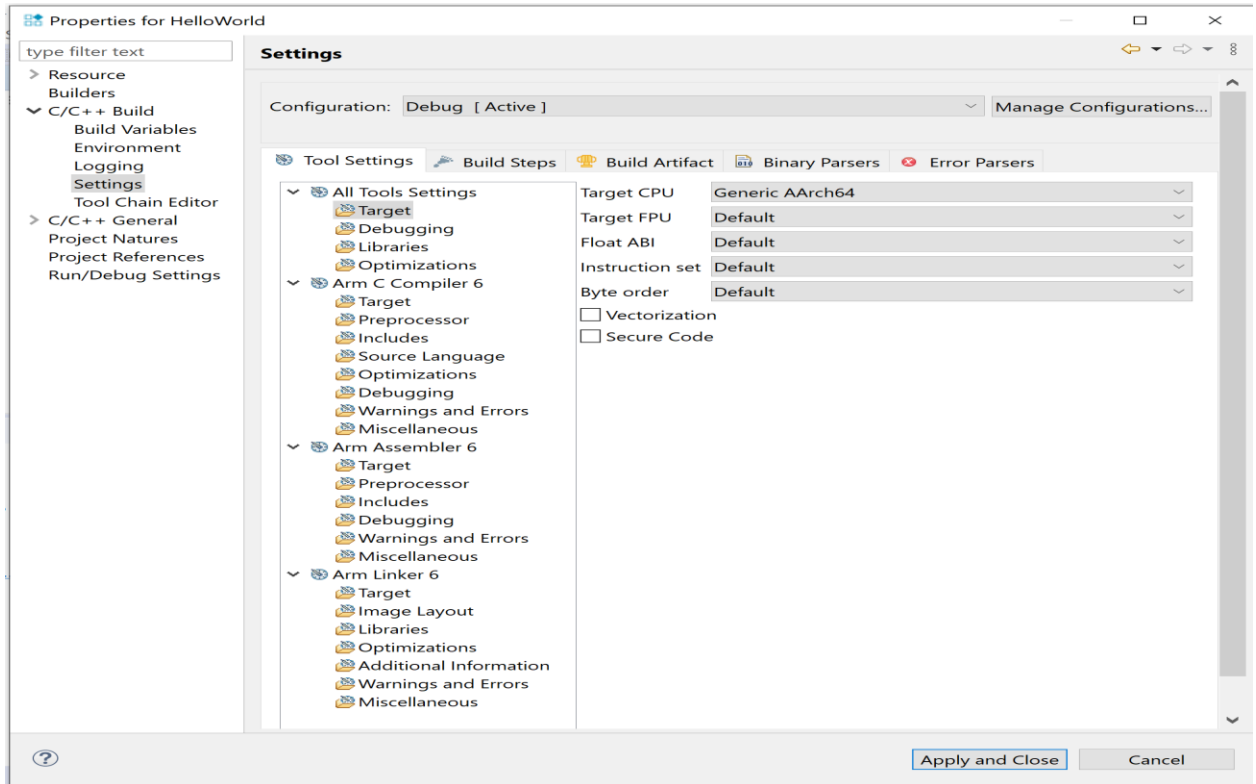 Properties for HelloWorld
type filter text
Resource
Builders
C/C++ Build
Build Variables
Environment
Logging
Settings
Tool Chain Editor
C/C++ General
Project Natures
Project References
Run/Debug Settings
Settings
Configuration: Debug [ Active ] Manage Configurations...
Tool Settings Build Steps Build Artifact Binary Parsers Error Parsers
All Tools Settings
Target
Debugging
Libraries
Optimizations
Arm C Compiler 6
Target
Preprocessor
Includes
Source Language
Optimizations
Debugging
Warnings and Errors
Miscellaneous
Arm Assembler 6
Target
Preprocessor
Includes
Debugging
Warnings and Errors
Miscellaneous
Arm Linker 6
Target
Image Layout
Libraries
Optimizations
Additional Information
Warnings and Errors
Miscellaneous
Target CPU Generic AArch64
Target FPU Default
Float ABI Default
Instruction set Default
Byte order Default
Vectorization
Secure Code
Apply and Close Cancel